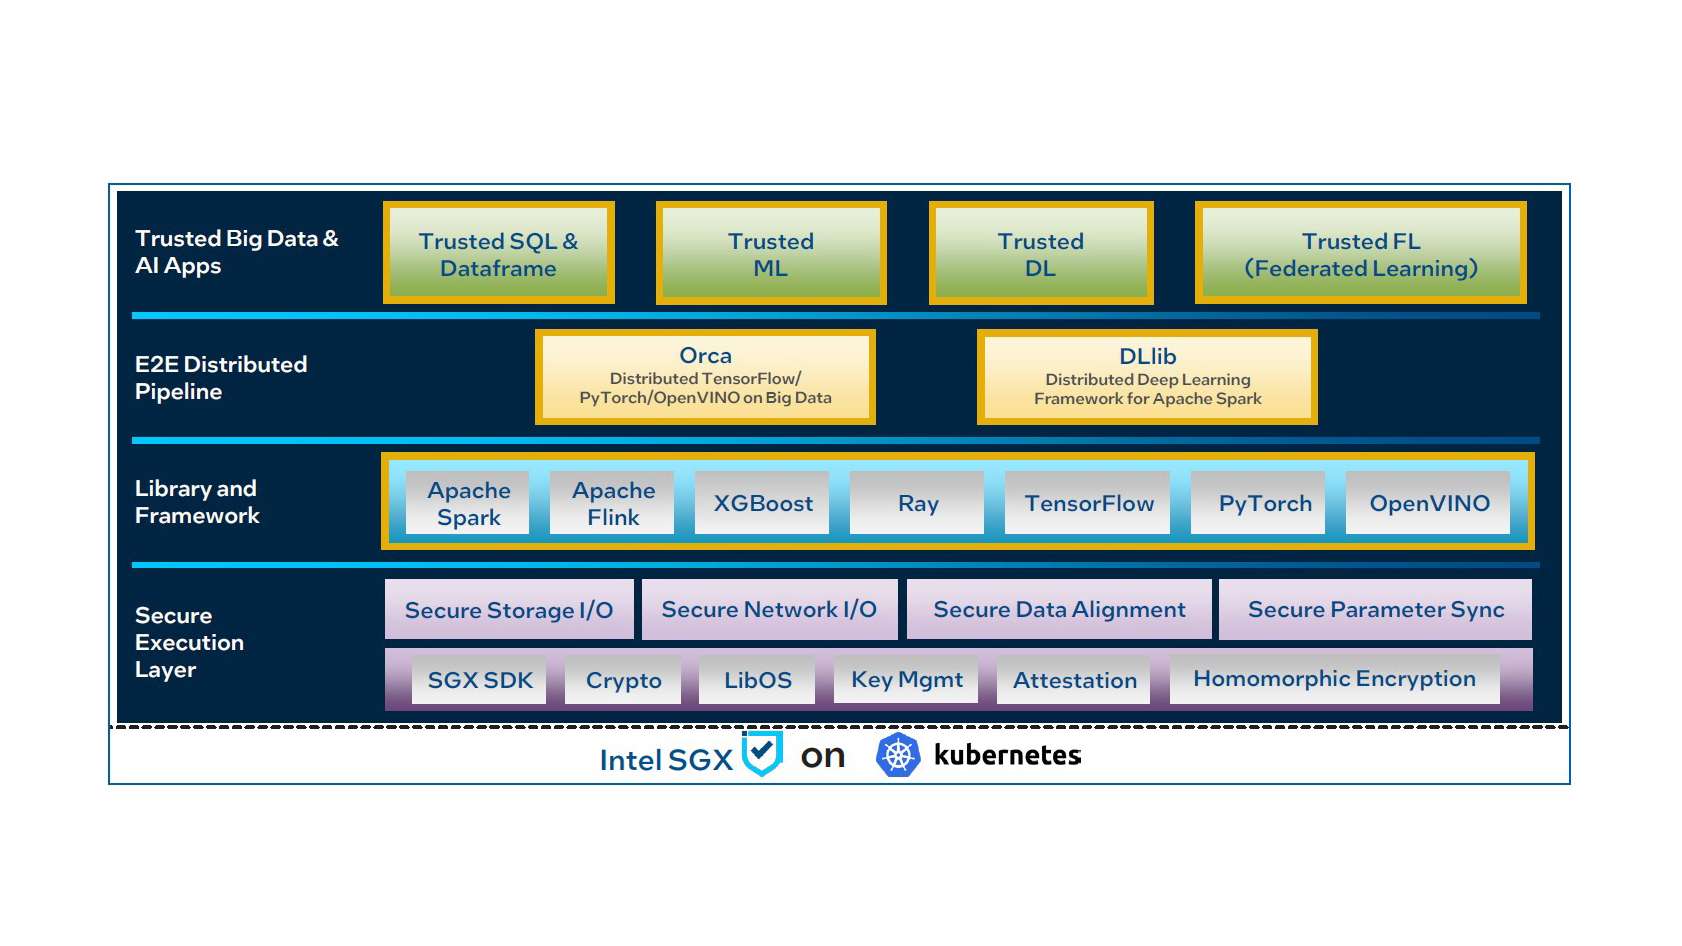 Trusted Big Data &
AI Apps
Trusted SQL &
Dataframe
Trusted
ML
Trusted
DL
Trusted FL
(Federated Learning)
E2E Distributed
Pipeline
Orca
Distributed TensorFlow/
PyTorch/OpenVINO on Big Data
DLlib
Distributed Deep Learning
Framework for Apache Spark
Library and
Framework
Apache
Spark
Apache
Flink
XGBoost
Ray
TensorFlow
PyTorch
OpenVINO
Secure
Execution
Layer
Secure Storage I/O
Secure Network I/O
Secure Data Alignment
Secure Parameter Sync
SGX SDK
Crypto
LibOS
Key Mgmt
Attestation
Homomorphic Encryption
Intel SGX on kubernetes